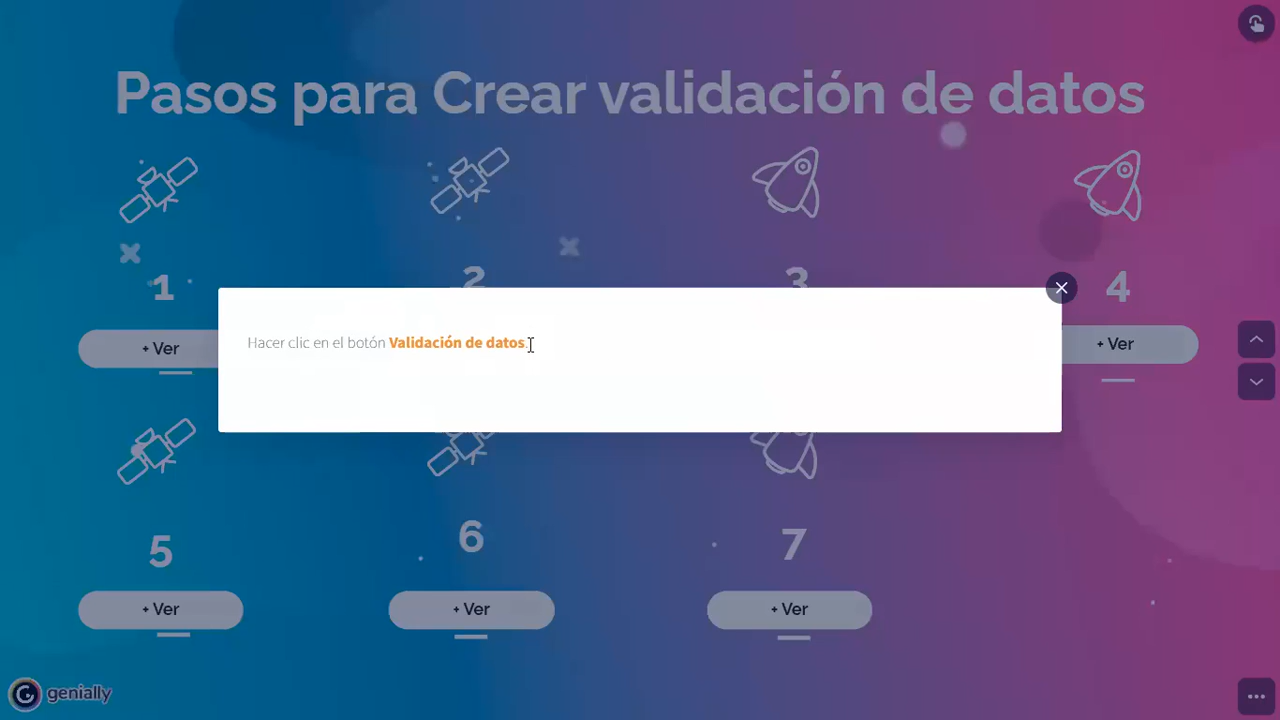 Pasos para Crear validación de datos
1
2
3
4
+ Ver
+ Ver
Hacer clic en el botón Validación de datos.
5
6
7
+ Ver
+ Ver
+ Ver
genially